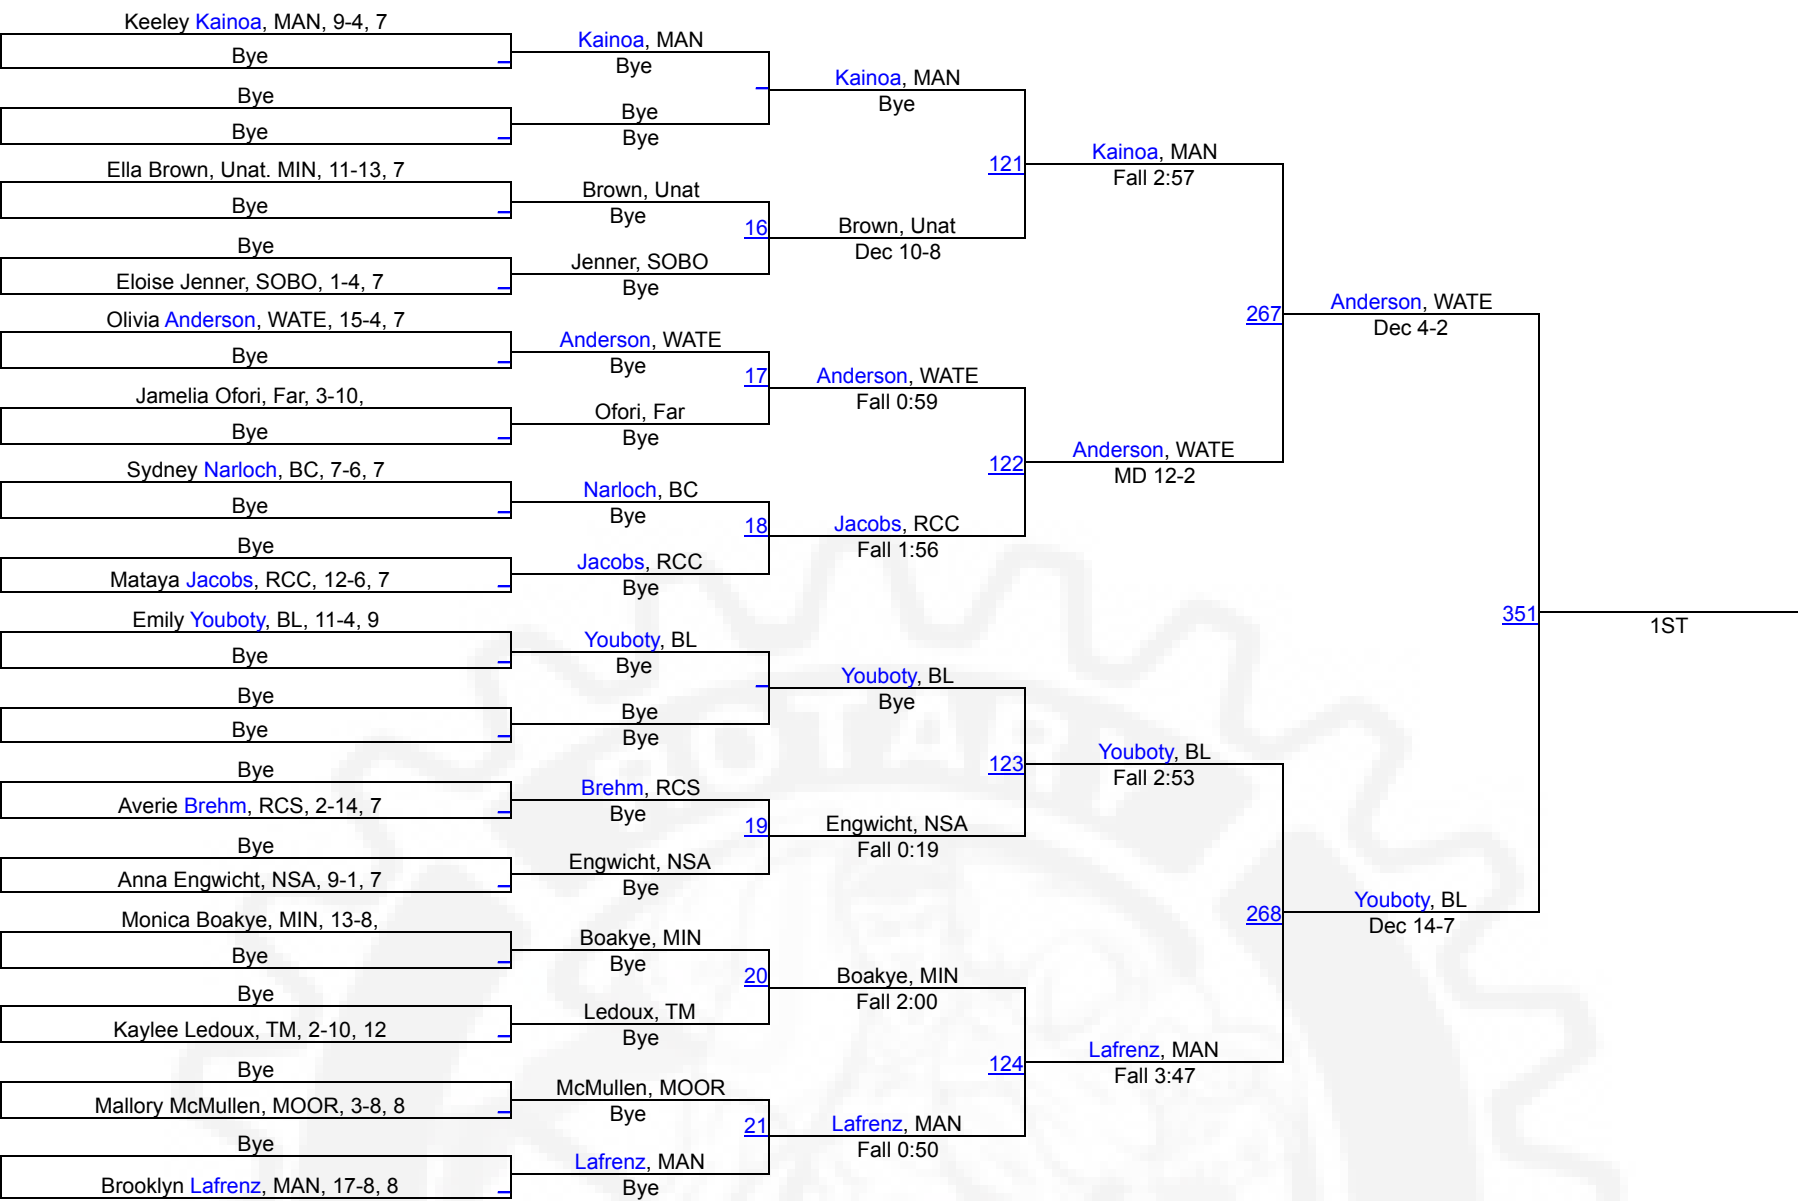 Keeley Kainoa, MAN, 9-4, 7
Bye
Bye
Bye
Ella Brown, Unat. MIN, 11-13, 7
Bye
Bye
Eloise Jenner, SOBO, 1-4, 7
Olivia Anderson, WATE, 15-4, 7
Bye
Jamelia Ofori, Far, 3-10,
Bye
Sydney Narloch, BC, 7-6, 7
Bye
Bye
Mataya Jacobs, RCC, 12-6, 7
Emily Youboty, BL, 11-4, 9
Bye
Bye
Bye
Bye
Averie Brehm, RCS, 2-14, 7
Bye
Anna Engwicht, NSA, 9-1, 7
Monica Boakye, MIN, 13-8,
Bye
Bye
Kaylee Ledoux, TM, 2-10, 12
Bye
Mallory McMullen, MOOR, 3-8, 8
Bye
Brooklyn Lafrenz, MAN, 17-8, 8
Kainoa, MAN
Bye
Bye
Bye
Brown, Unat
Bye
16
Jenner, SOBO
Bye
Anderson, WATE
Bye
17
Ofori, Far
Bye
Narloch, BC
Bye
18
Jacobs, RCC
Bye
Youboty, BL
Bye
Bye
Bye
Brehm, RCS
Bye
19
Engwicht, NSA
Bye
Boakye, MIN
Bye
20
Ledoux, TM
Bye
McMullen, MOOR
Bye
21
Lafrenz, MAN
Bye
Kainoa, MAN
Bye
121
Brown, Unat
Dec 10-8
Anderson, WATE
Fall 0:59
122
Jacobs, RCC
Fall 1:56
Youboty, BL
Bye
123
Engwicht, NSA
Fall 0:19
Boakye, MIN
Fall 2:00
124
Lafrenz, MAN
Fall 0:50
Kainoa, MAN
Fall 2:57
267
Anderson, WATE
MD 12-2
Youboty, BL
Fall 2:53
268
Lafrenz, MAN
Fall 3:47
Anderson, WATE
Dec 4-2
351
Youboty, BL
Dec 14-7
1ST